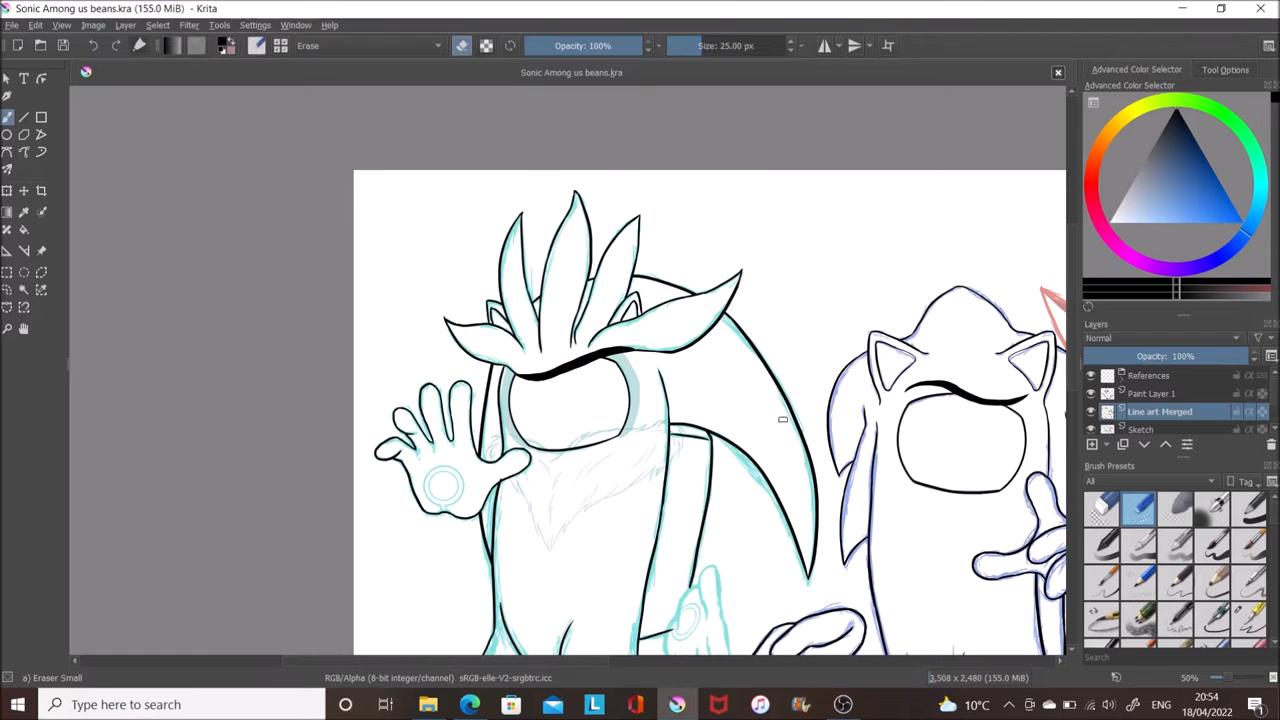 Sonic Among us beans.kra (155.0 MiB) - Krita
File Edit View Image Layer Select Filter Tools Settings Window Help
Erase Opacity: 100% Size: 25.00 px
Sonic Among us beans.kra
Advanced Color Selector Tool Options
Advanced Color Selector
Layers
Normal
Opacity: 100%
References
Paint Layer 1
Line art Merged
Sketch
Brush Presets
All Tag
Search
a) Eraser Small RGB/Alpha (8-bit integer/channel) sRGB-elle-V2-srgbtrc.icc 3,508 x 2,480 (155.0 MiB) 50%
Type here to search 10°C ENG 20:54
18/04/2022